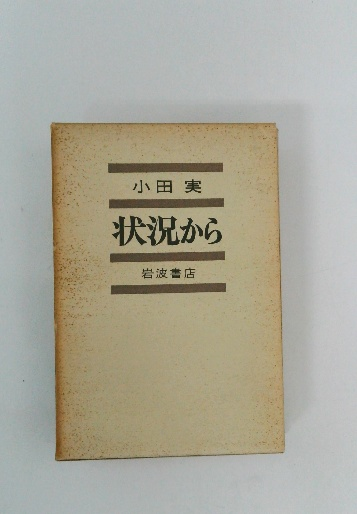 小田 実
状況から
岩波書店